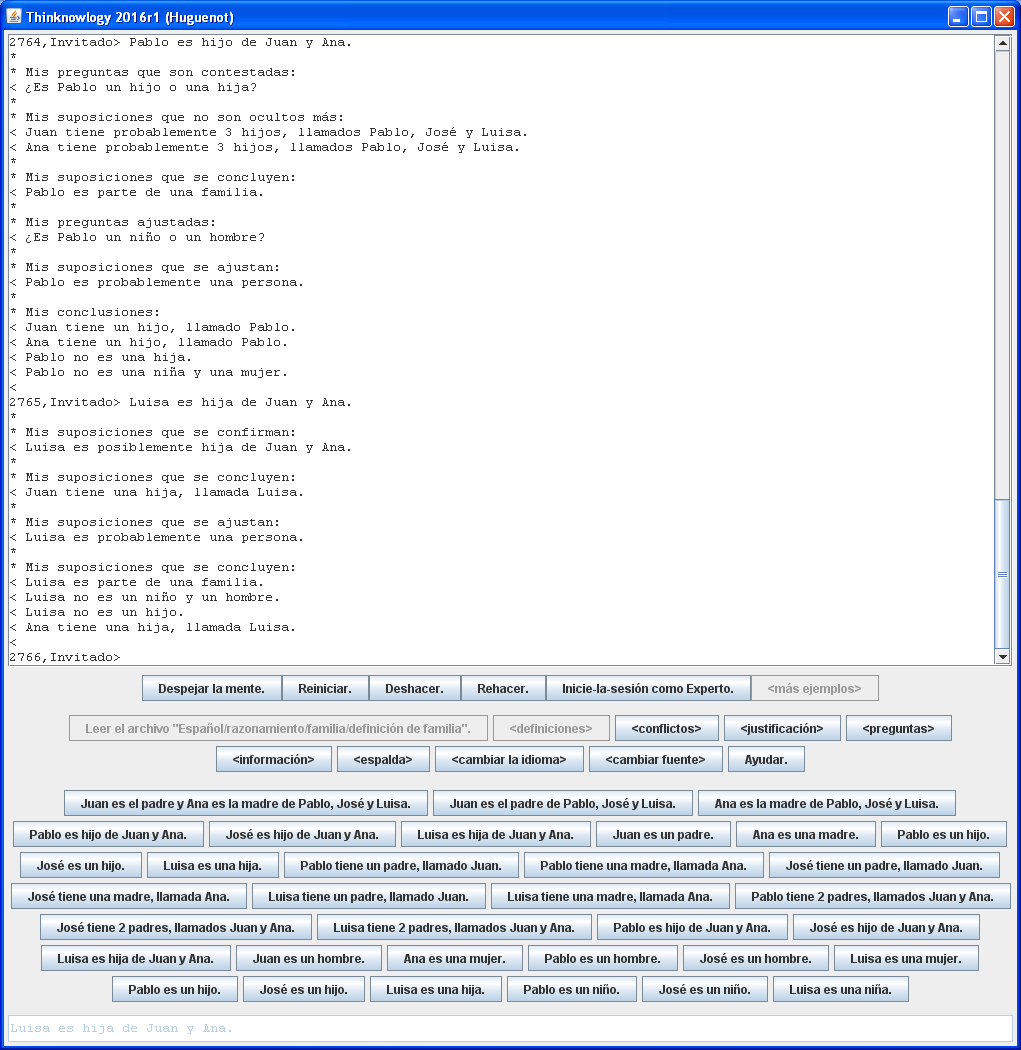 Thinknowlogy 2016r1 (Huguenot)
2764,Invitado> Pablo es hijo de Juan y Ana.
*
* Mis preguntas que son contestadas:
< ¿Es Pablo un hijo o una hija?
*
* Mis suposiciones que no son ocultos más:
< Juan tiene probablemente 3 hijos, llamados Pablo, José y Luisa.
< Ana tiene probablemente 3 hijos, llamados Pablo, José y Luisa.
*
* Mis suposiciones que se concluyen:
< Pablo es parte de una familia.
*
* Mis preguntas ajustadas:
< ¿Es Pablo un niño o un hombre?
*
* Mis suposiciones que se ajustan:
< Pablo es probablemente una persona.
*
* Mis conclusiones:
< Juan tiene un hijo, llamado Pablo.
< Ana tiene un hijo, llamado Pablo.
< Pablo no es una hija.
< Pablo no es una niña y una mujer.
<
2765,Invitado> Luisa es hija de Juan y Ana.
*
* Mis suposiciones que se confirman:
< Luisa es posiblemente hija de Juan y Ana.
*
* Mis suposiciones que se concluyen:
< Juan tiene una hija, llamada Luisa.
*
* Mis suposiciones que se ajustan:
< Luisa es probablemente una persona.
*
* Mis suposiciones que se concluyen:
< Luisa es parte de una familia.
< Luisa no es un niño y un hombre.
< Luisa no es un hijo.
< Ana tiene una hija, llamada Luisa.
<
2766,Invitado>
Despejar la mente. Reiniciar. Deshacer. Rehacer. Inicie-la-sesión como Experto. <más ejemplos>
Leer el archivo "Español/razonamiento/familia/definición de familia". <definiciones> <conflictos> <justificación> <preguntas>
<información> <espalda> <cambiar la idioma> <cambiar fuente> Ayudar.
Juan es el padre y Ana es la madre de Pablo, José y Luisa. Juan es el padre de Pablo, José y Luisa. Ana es la madre de Pablo, José y Luisa.
Pablo es hijo de Juan y Ana. José es hijo de Juan y Ana. Luisa es hija de Juan y Ana. Juan es un padre. Ana es una madre. Pablo es un hijo.
José es un hijo. Luisa es una hija. Pablo tiene un padre, llamado Juan. Pablo tiene una madre, llamada Ana. José tiene un padre, llamado Juan.
José tiene una madre, llamada Ana. Luisa tiene un padre, llamado Juan. Luisa tiene una madre, llamada Ana. Pablo tiene 2 padres, llamados Juan y Ana.
José tiene 2 padres, llamados Juan y Ana. Luisa tiene 2 padres, llamados Juan y Ana. Pablo es hijo de Juan y Ana. José es hijo de Juan y Ana.
Luisa es hija de Juan y Ana. Juan es un hombre. Ana es una mujer. Pablo es un hombre. José es un hombre. Luisa es una mujer.
Pablo es un hijo. José es un hijo. Luisa es una hija. Pablo es un niño. José es un niño. Luisa es una niña.
Luisa es hija de Juan y Ana.